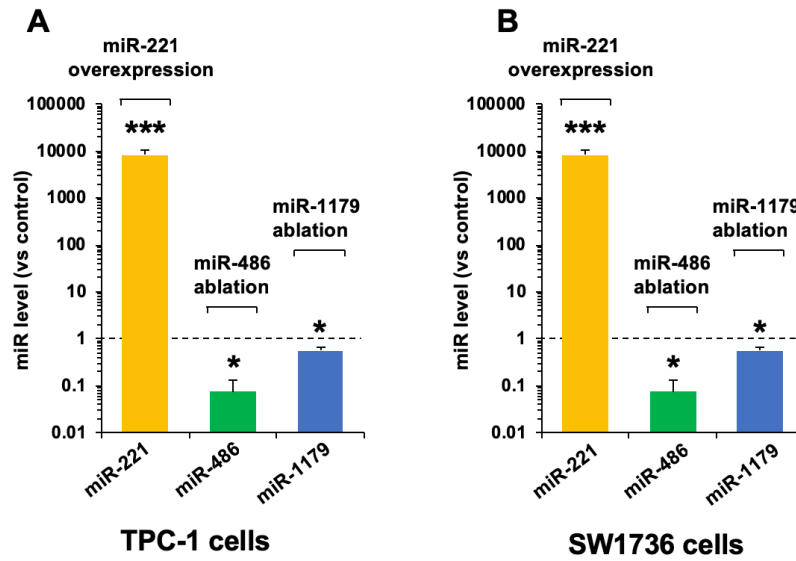 A
miR-221
overexpression
miR level (vs control)
100000
10000
1000
100
10
1
0.1
0.01
***
miR-486
ablation
*
miR-1179
ablation
*
miR-221
miR-486
miR-1179
TPC-1 cells
B
miR-221
overexpression
miR level (vs control)
100000
10000
1000
100
10
1
0.1
0.01
***
miR-486
ablation
*
miR-1179
ablation
*
miR-221
miR-486
miR-1179
SW1736 cells